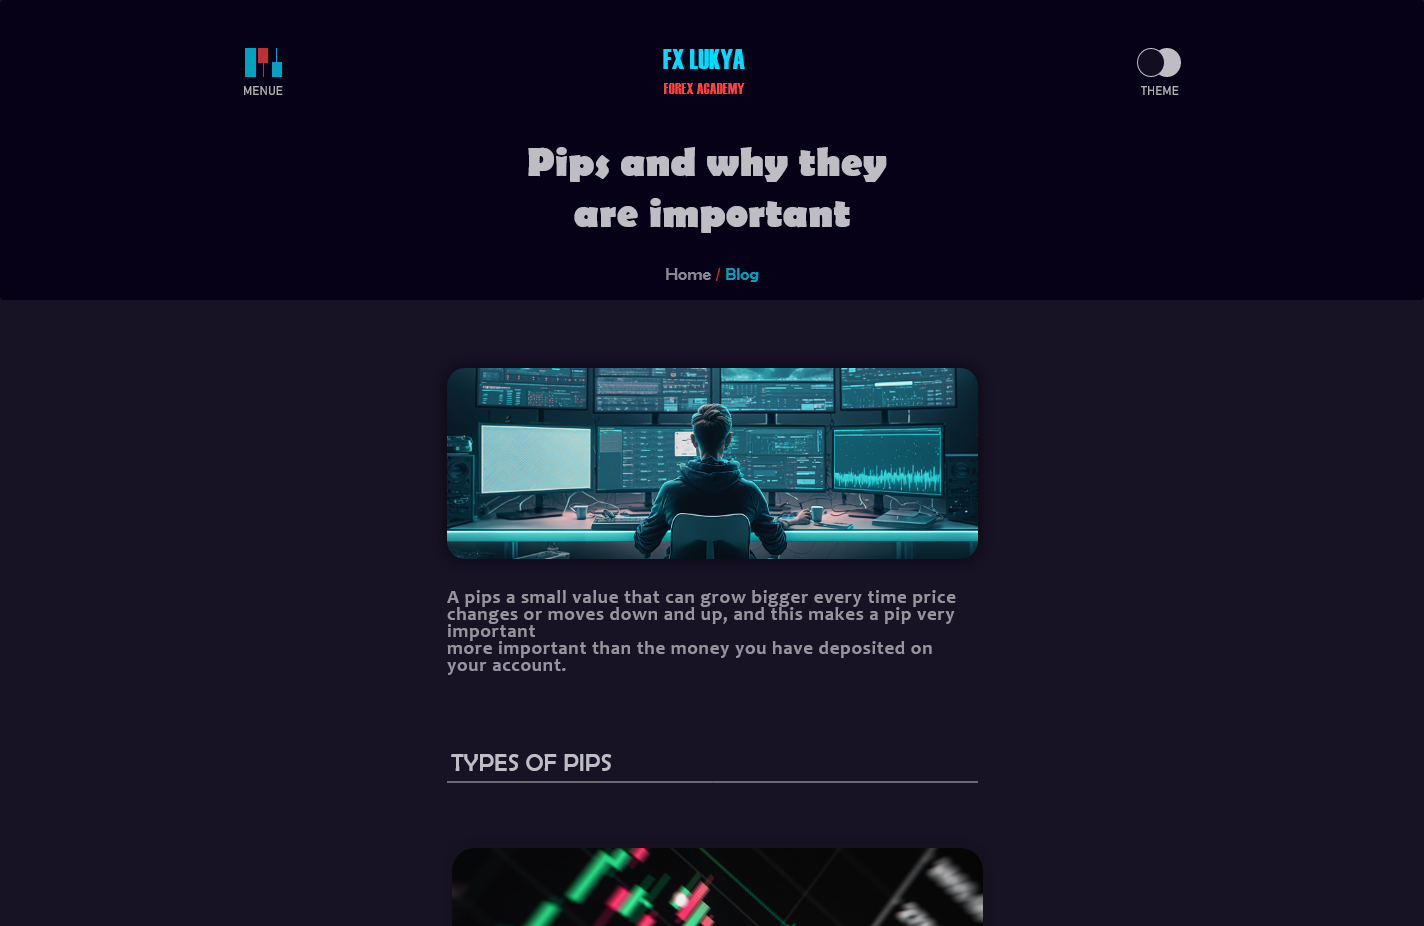 FX LUKYA
FOREX ACADEMY
MENUE
THEME
Pips and why they
are important
Home / Blog
A pips a small value that can grow bigger every time price
changes or moves down and up, and this makes a pip very
important
more important than the money you have deposited on
your account.
TYPES OF PIPS